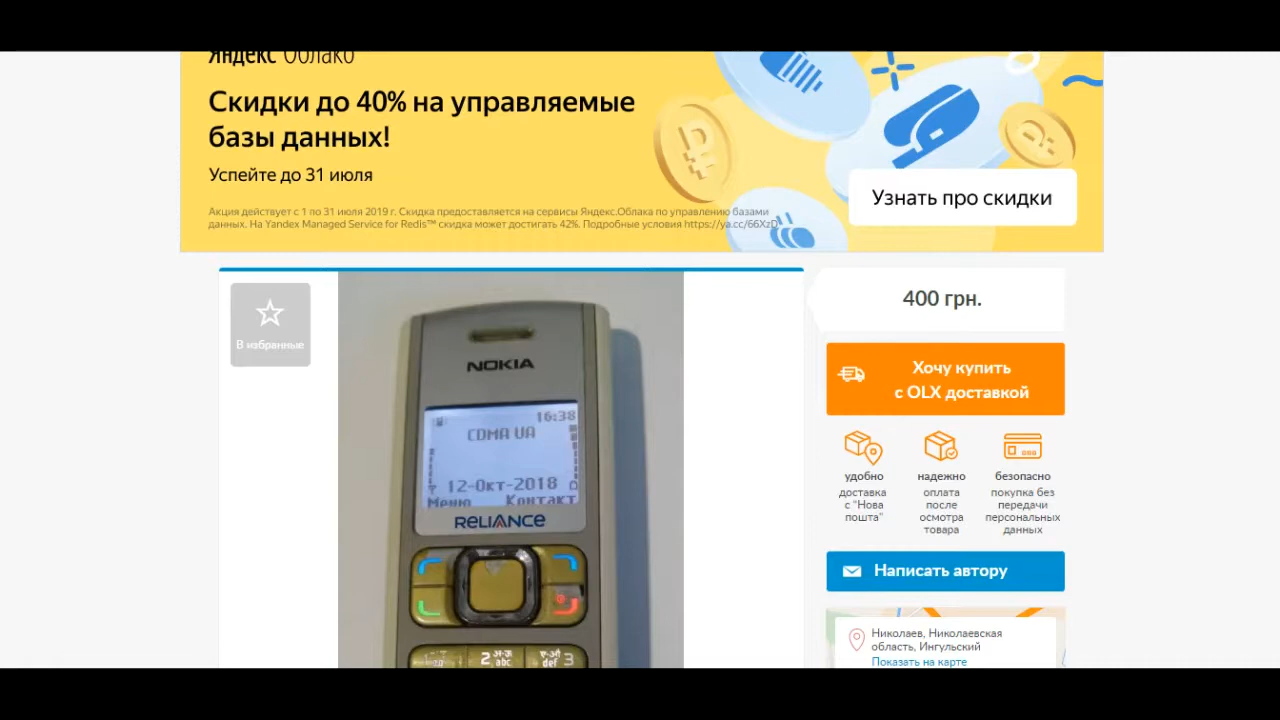 Яндекс Облако
Скидки до 40% на управляемые
базы данных!
Успейте до 31 июля
Узнать про скидки
Акция действует с 1 по 31 июля 2019 г. Скидка предоставляется на сервисы Яндекс.Облака по управлению базами
данных. На Yandex Managed Service for Redis™ скидка может достигать 42%. Подробные условия https://ya.cc/66XzD
В избранные
NOKIA
16:38
CDMA UA
12-Окт-2018
Меню Контакт
RELIANCE
2 abc
def 3
400 грн.
Хочу купить
с OLX доставкой
удобно
доставка
с "Нова
пошта"
надежно
оплата
после
осмотра
товара
безопасно
покупка без
передачи
персональных
данных
Написать автору
Николаев, Николаевская
область, Ингульский
Показать на карте